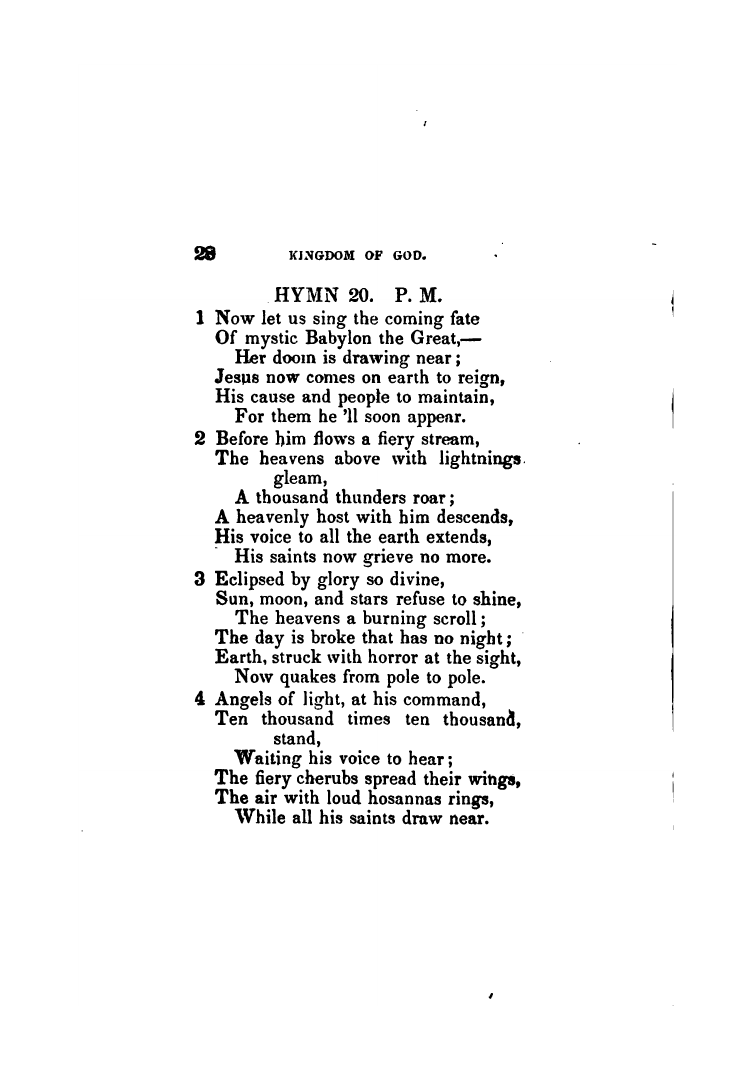 28 KINGDOM OF GOD.
HYMN 20. P. M.
1 Now let us sing the coming fate
Of mystic Babylon the Great,—
Her doom is drawing near;
Jesus now comes on earth to reign,
His cause and people to maintain,
For them he 'll soon appear.
2 Before him flows a fiery stream,
The heavens above with lightnings
gleam,
A thousand thunders roar;
A heavenly host with him descends,
His voice to all the earth extends,
His saints now grieve no more.
3 Eclipsed by glory so divine,
Sun, moon, and stars refuse to shine,
The heavens a burning scroll;
The day is broke that has no night;
Earth, struck with horror at the sight,
Now quakes from pole to pole.
4 Angels of light, at his command,
Ten thousand times ten thousand,
stand,
Waiting his voice to hear;
The fiery cherubs spread their wings,
The air with loud hosannas rings,
While all his saints draw near.